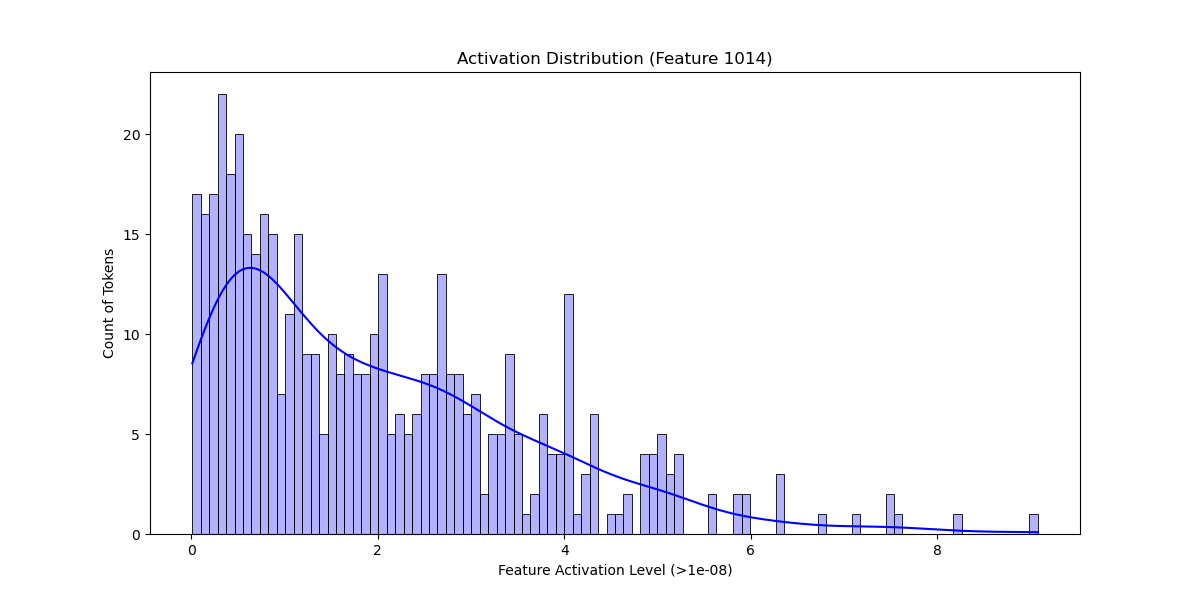 Activation Distribution (Feature 1014)
20
15
10
5
0
Count of Tokens
0 2 4 6 8
Feature Activation Level (>1e-08)